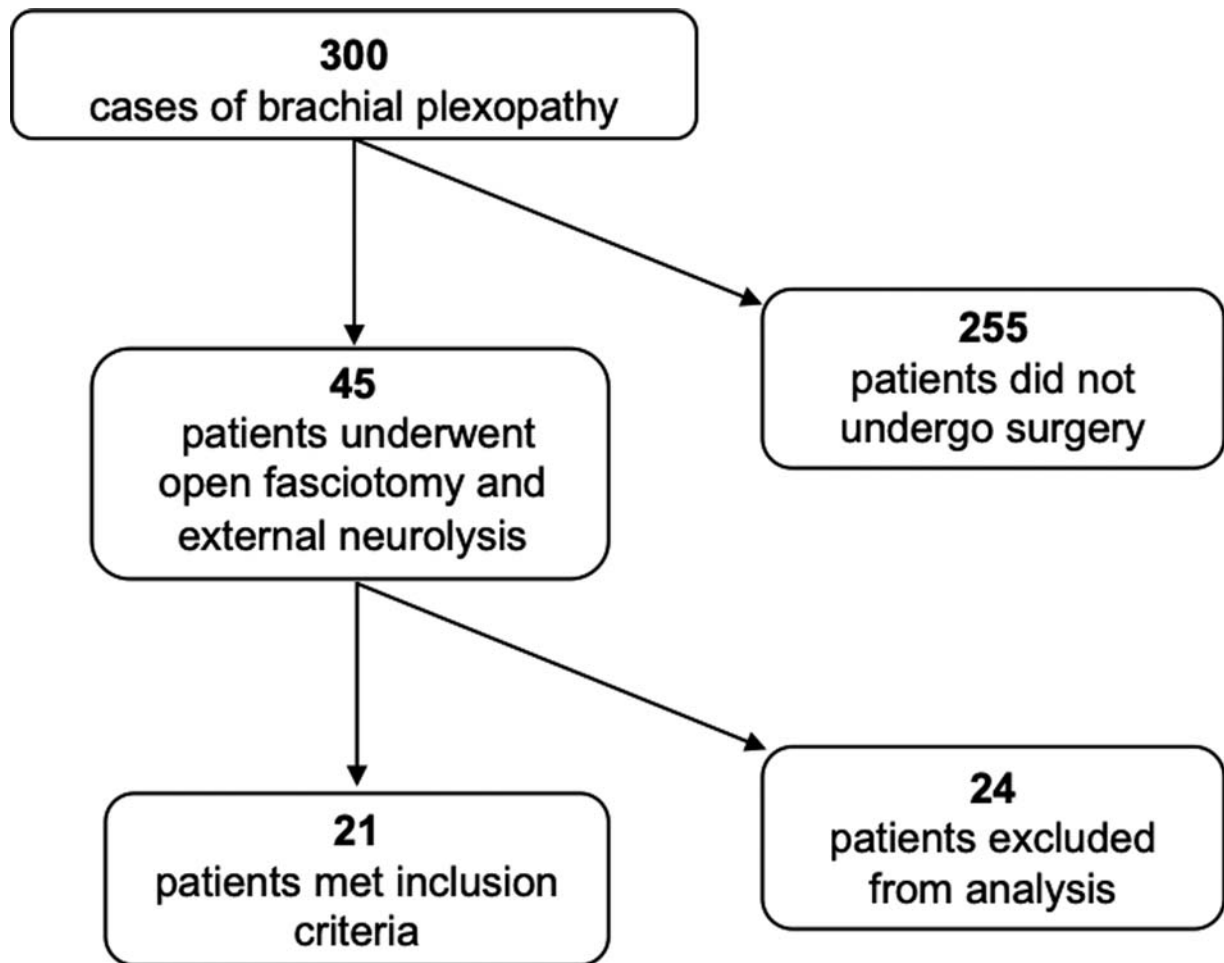 300
cases of brachial plexopathy
255
patients did not
undergo surgery
45
patients underwent
open fasciotomy and
external neurolysis
24
patients excluded
from analysis
21
patients met inclusion
criteria